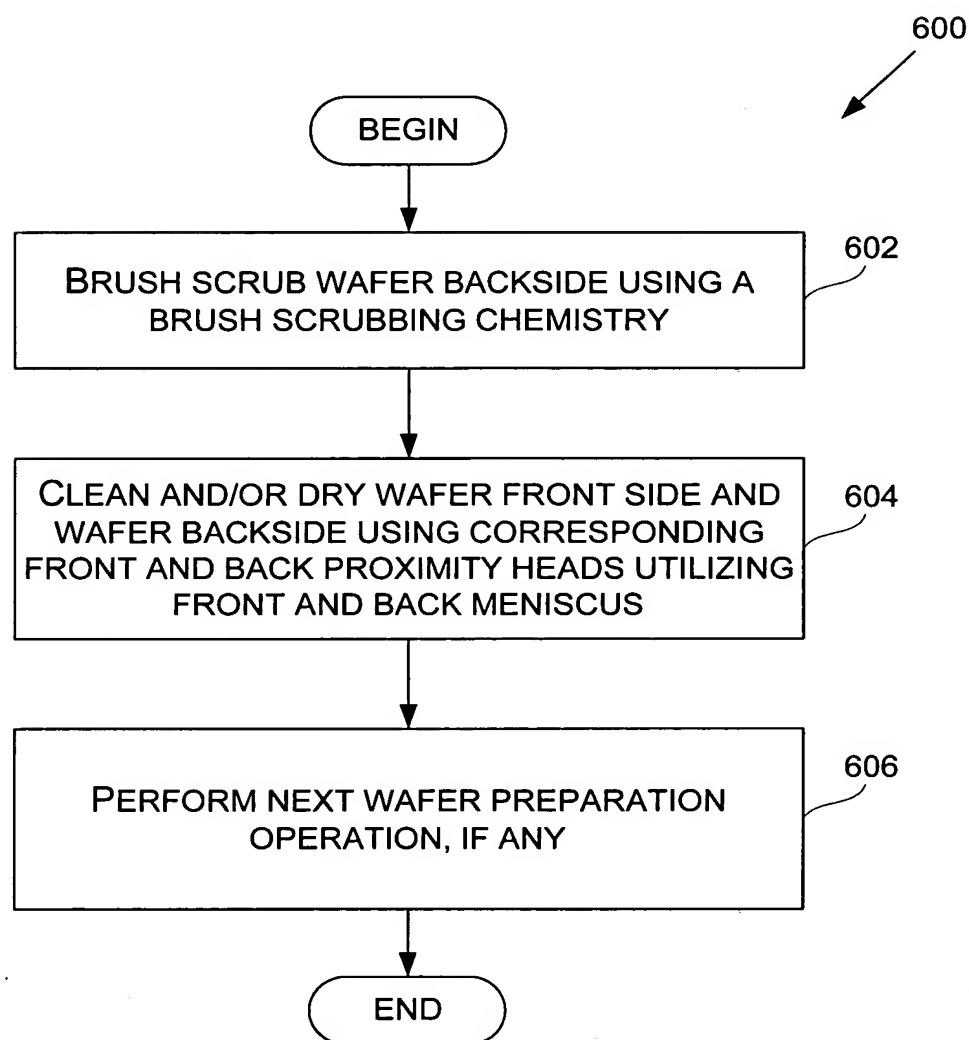 600
BEGIN
BRUSH SCRUB WAFER BACKSIDE USING A
BRUSH SCRUBBING CHEMISTRY
602
CLEAN AND/OR DRY WAFER FRONT SIDE AND
WAFER BACKSIDE USING CORRESPONDING
FRONT AND BACK PROXIMITY HEADS UTILIZING
FRONT AND BACK MENISCUS
604
PERFORM NEXT WAFER PREPARATION
OPERATION, IF ANY
606
END